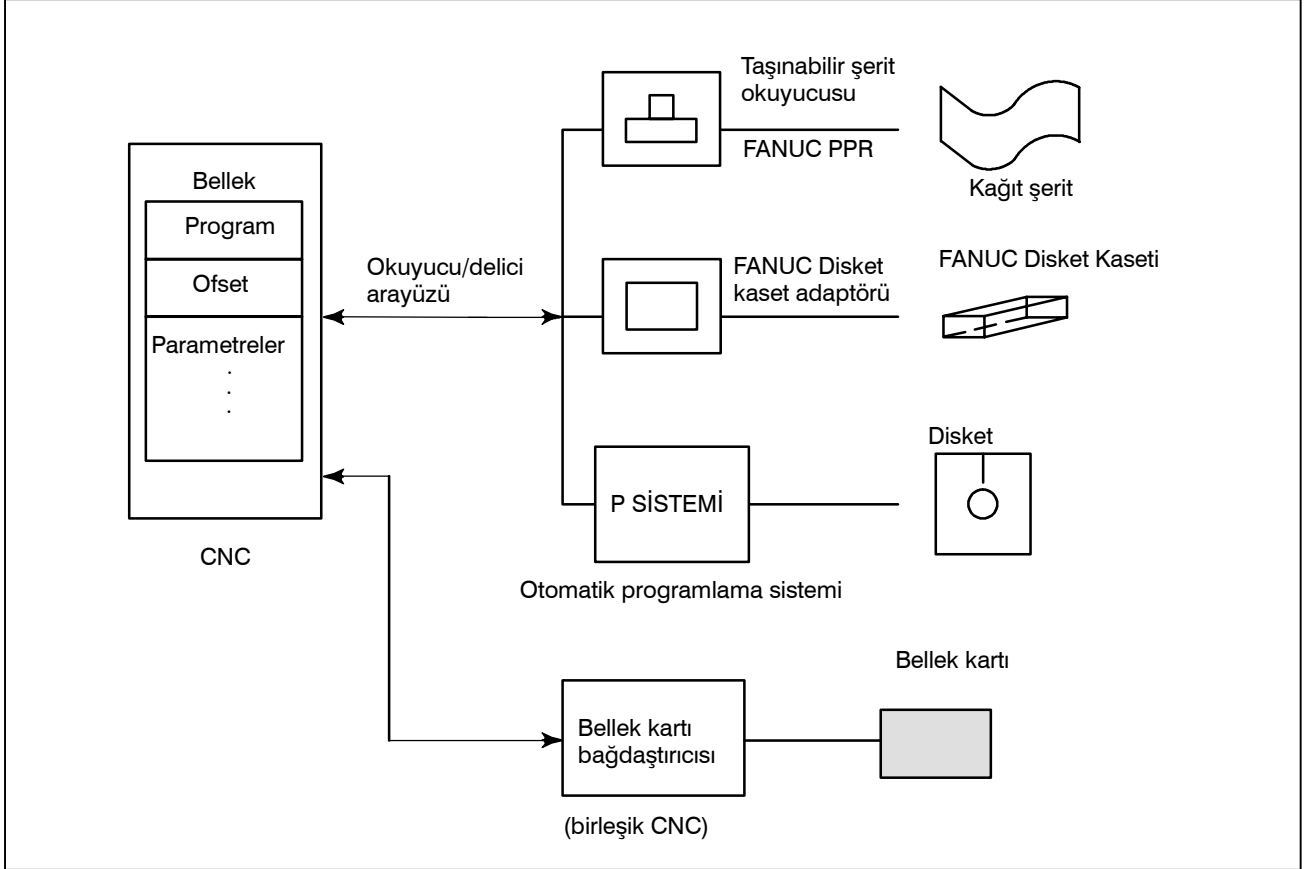 Bellek
Program
Ofset
Parametreler
CNC
Okuyucu/delici
arayüzü
Taşınabilir şerit
okuyucusu
FANUC PPR
Kağıt şerit
FANUC Disket
kaset adaptörü
FANUC Disket Kaseti
P SİSTEMİ
Otomatik programlama sistemi
Disket
Bellek kartı
bağdaştırıcısı
(birleşik CNC)
Bellek kartı